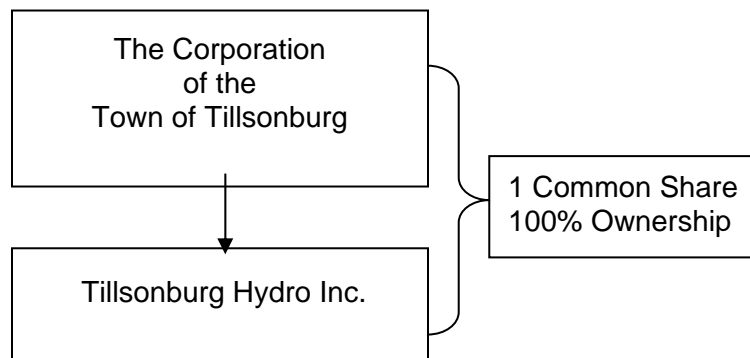 The Corporation
of the
Town of Tillsonburg
1 Common Share
100% Ownership
Tillsonburg Hydro Inc.